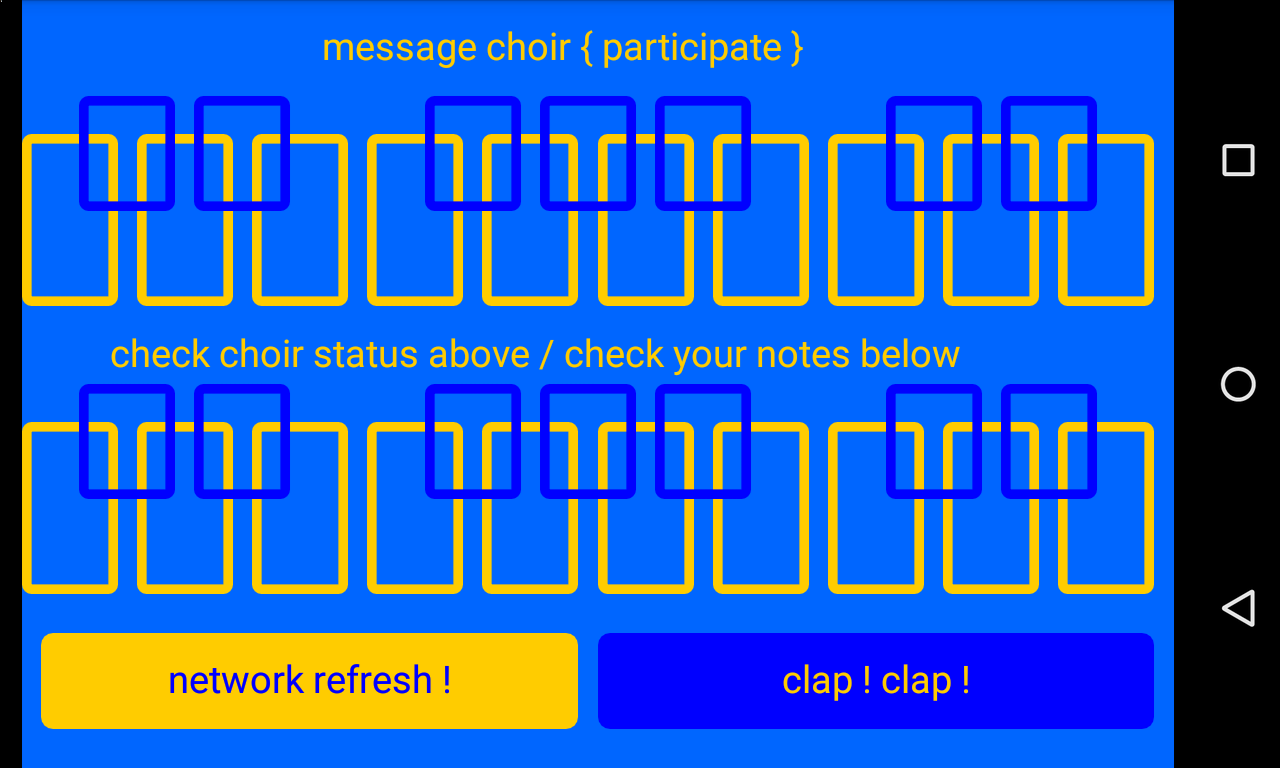 message choir { participate }
check choir status above / check your notes below
network refresh !
clap ! clap !